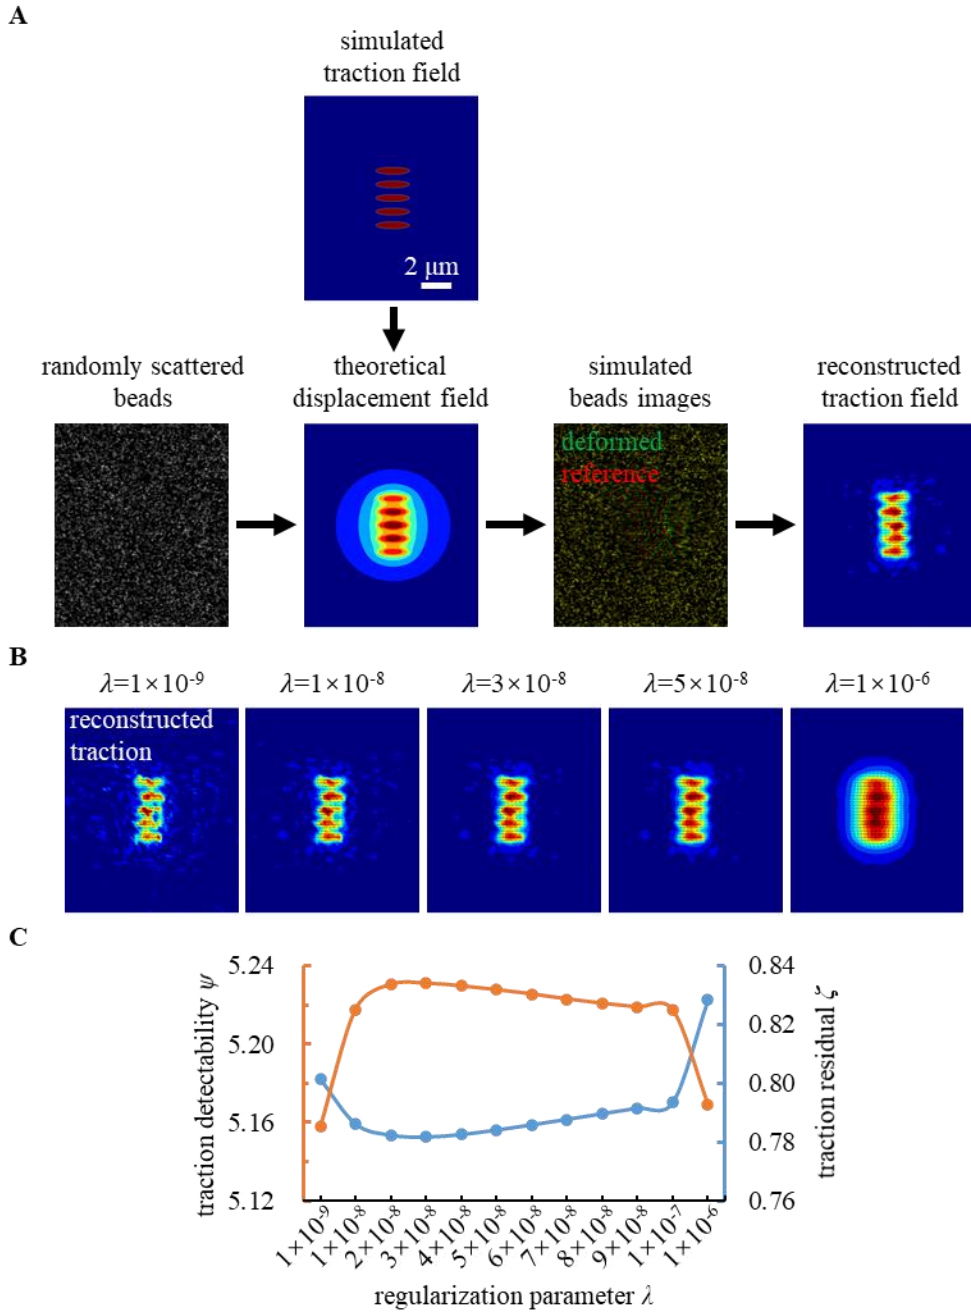 A
simulated
traction field
2 μm
randomly scattered
beads
theoretical
displacement field
simulated
beads images
reconstructed
traction field
deformed
reference
B
λ=1×10⁻⁹
λ=1×10⁻⁸
λ=3×10⁻⁸
λ=5×10⁻⁸
λ=1×10⁻⁶
reconstructed
traction
C
traction detectability ψ
5.24
5.20
5.16
5.12
0.84
0.82
0.80
0.78
0.76
traction residual ζ
1×10⁻⁹
1×10⁻⁸
2×10⁻⁸
3×10⁻⁸
4×10⁻⁸
5×10⁻⁸
6×10⁻⁸
7×10⁻⁸
8×10⁻⁸
9×10⁻⁸
1×10⁻⁷
1×10⁻⁶
regularization parameter λ